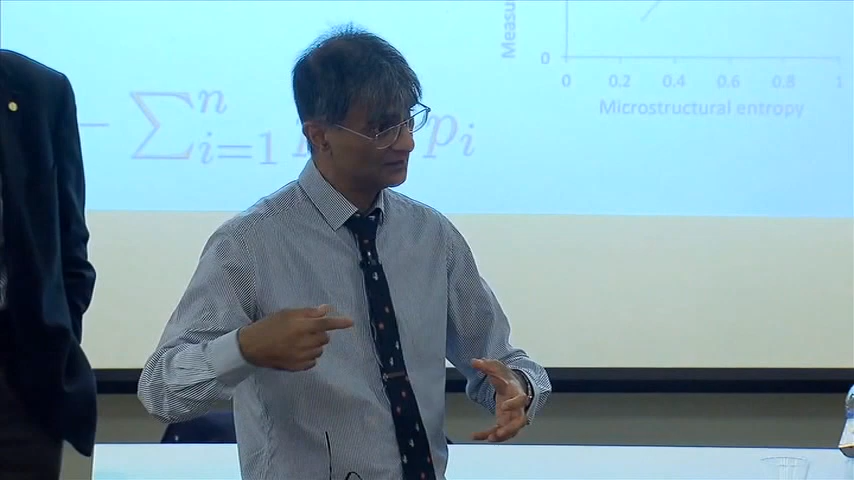 Measu
0
0 0.2 0.4 0.6 0.8 1
Microstructural entropy
− ∑ⁿᵢ₌₁ pᵢ